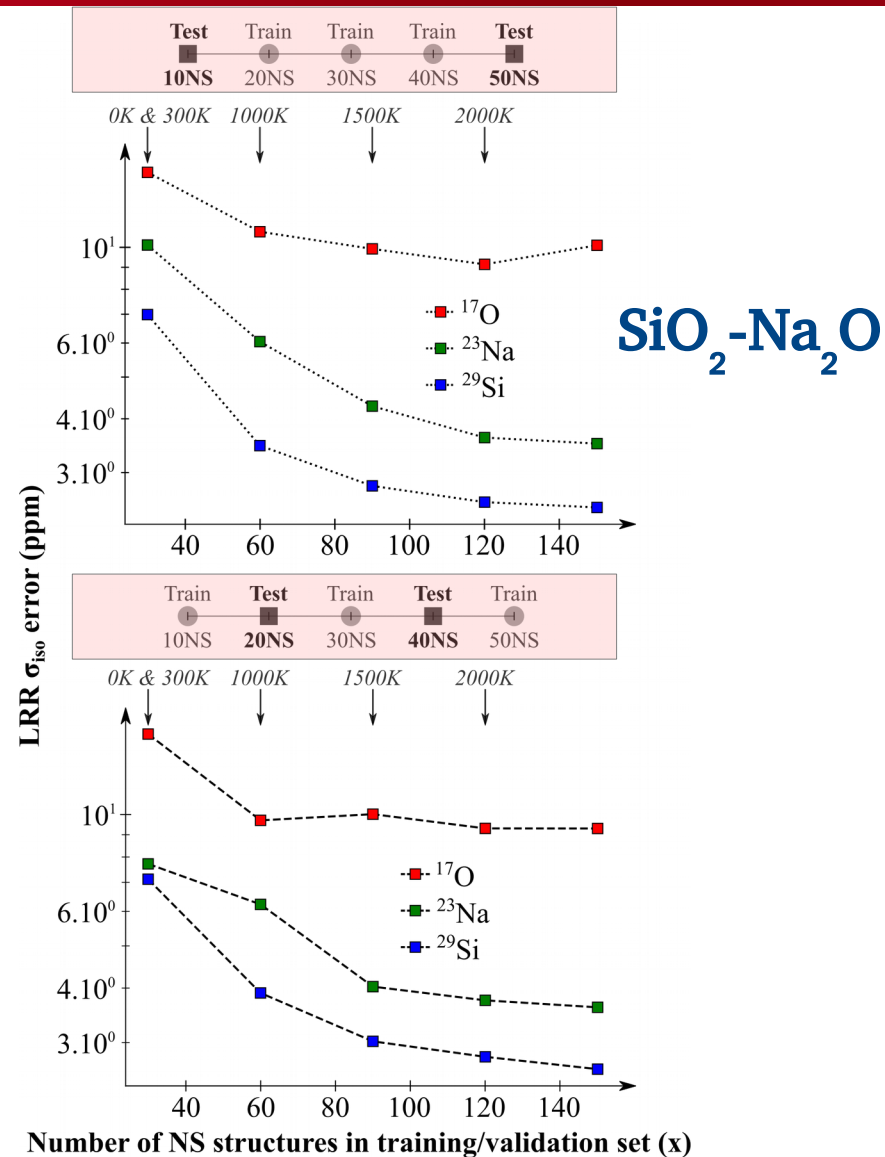 Test Train Train Train Test
10NS 20NS 30NS 40NS 50NS
0K & 300K 1000K 1500K 2000K
10¹
6.10⁰
4.10⁰
3.10⁰
¹⁷O
²³Na
²⁹Si
SiO₂-Na₂O
40 60 80 100 120 140
LRR σiso error (ppm)
Train Test Train Test Train
10NS 20NS 30NS 40NS 50NS
0K & 300K 1000K 1500K 2000K
10¹
6.10⁰
4.10⁰
3.10⁰
¹⁷O
²³Na
²⁹Si
40 60 80 100 120 140
Number of NS structures in training/validation set (x)